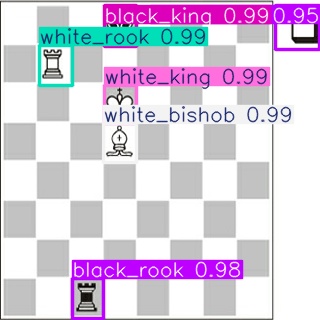 black_king 0.99 0.95
white_rook 0.99
white_king 0.99
white_bishob 0.99
black_rook 0.98